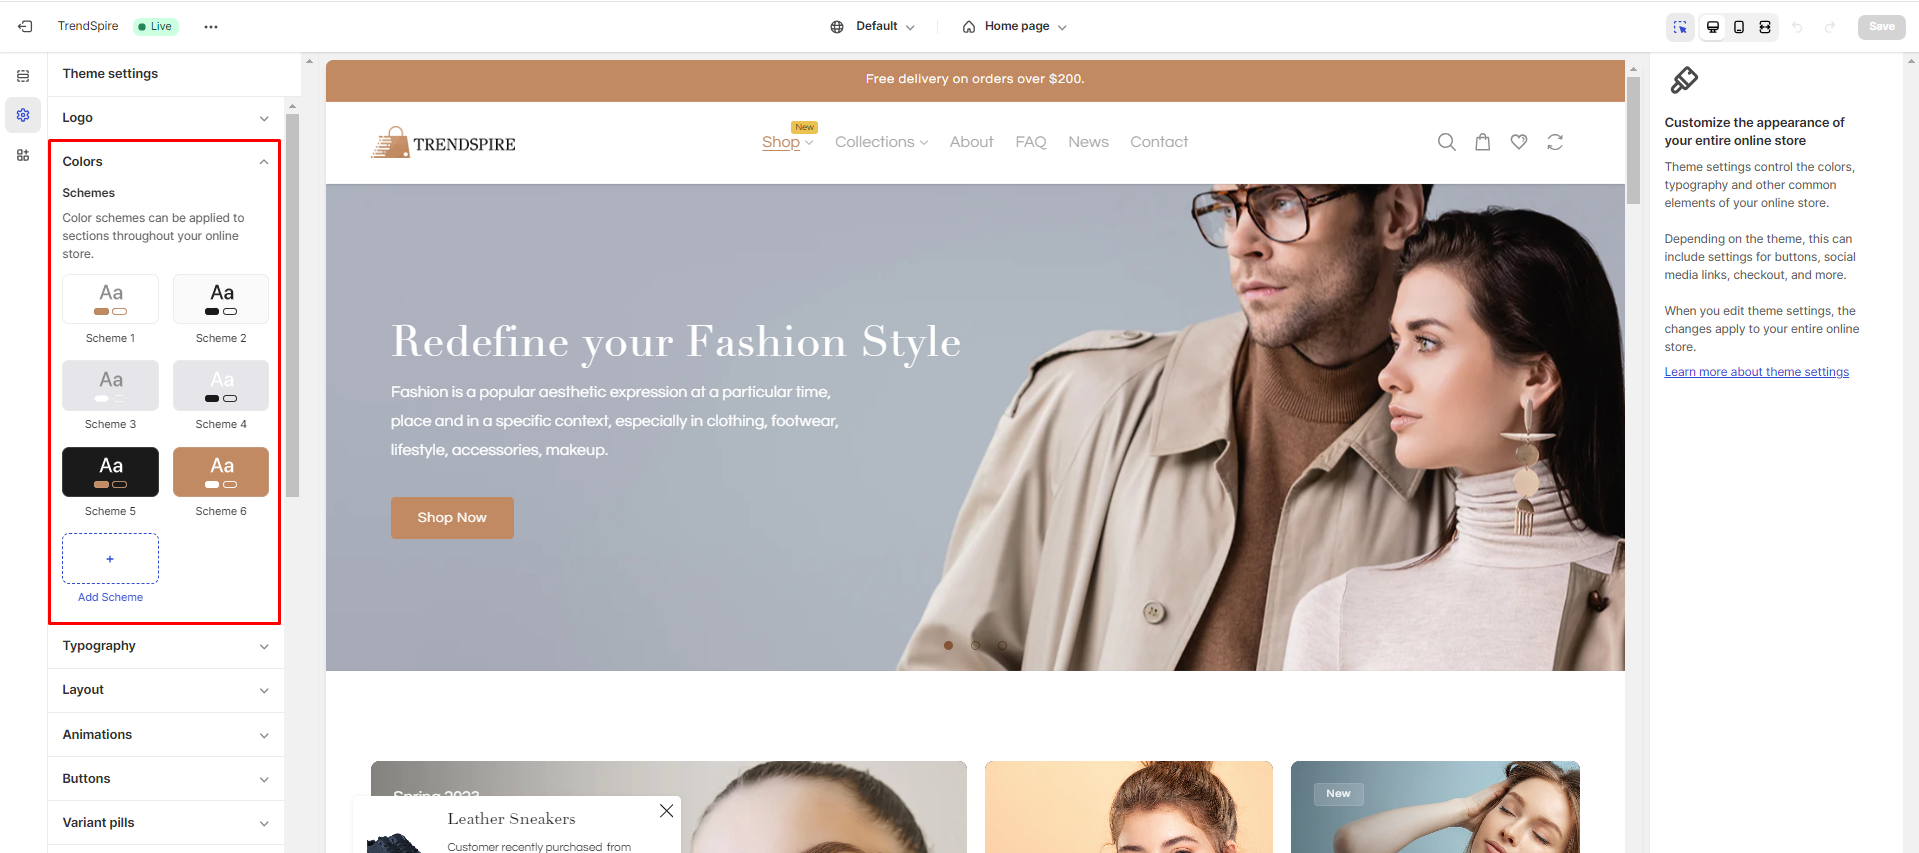 TrendSpire
Live
Default
Home page
Save
Theme settings
Logo
Colors
Schemes
Color schemes can be applied to
sections throughout your online
store.
Aa
Scheme 1
Aa
Scheme 2
Aa
Scheme 3
Aa
Scheme 4
Aa
Scheme 5
Aa
Scheme 6
+
Add Scheme
Typography
Layout
Animations
Buttons
Variant pills
Free delivery on orders over $200.
TRENDSPIRE
New
Shop
Collections
About
FAQ
News
Contact
Redefine your Fashion Style
Fashion is a popular aesthetic expression at a particular time,
place and in a specific context, especially in clothing, footwear,
lifestyle, accessories, makeup.
Shop Now
Spring 2023
Leather Sneakers
Customer recently purchased from
New
Customize the appearance of
your entire online store
Theme settings control the colors,
typography and other common
elements of your online store.
Depending on the theme, this can
include settings for buttons, social
media links, checkout, and more.
When you edit theme settings, the
changes apply to your entire online
store.
Learn more about theme settings